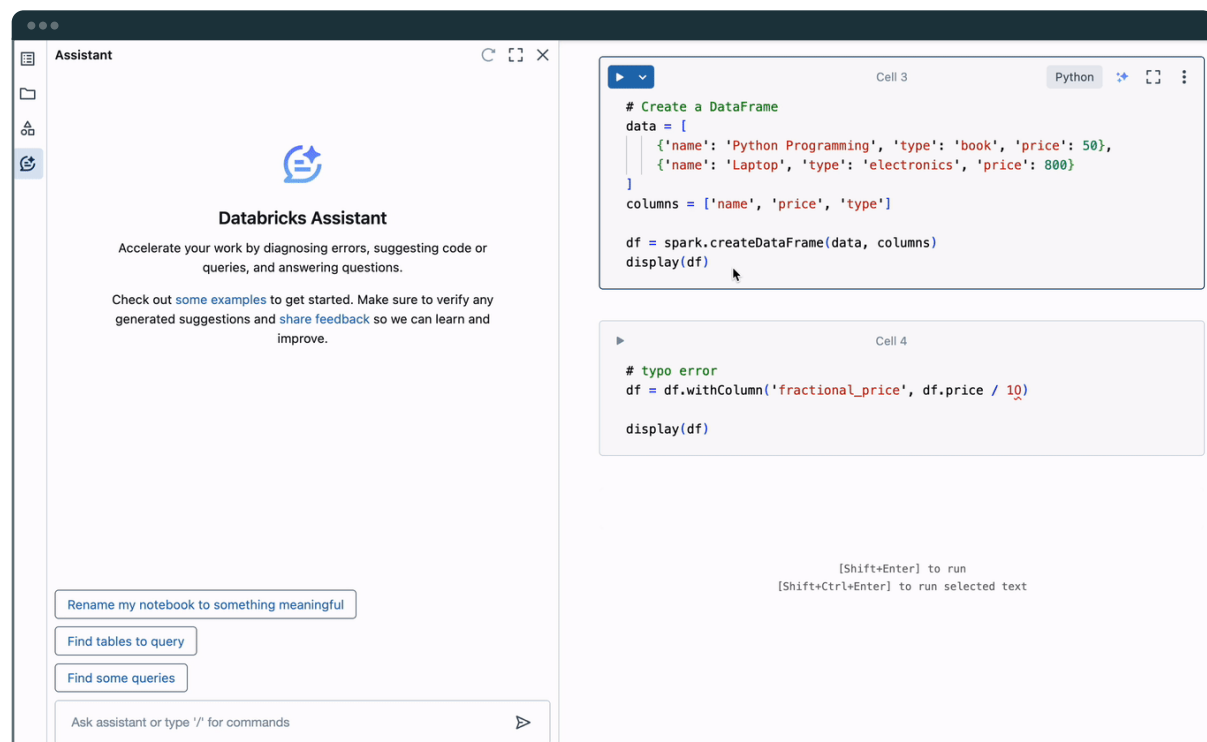 Assistant
Databricks Assistant
Accelerate your work by diagnosing errors, suggesting code or
queries, and answering questions.
Check out some examples to get started. Make sure to verify any
generated suggestions and share feedback so we can learn and
improve.
Rename my notebook to something meaningful
Find tables to query
Find some queries
Ask assistant or type '/' for commands
Cell 3
Python
# Create a DataFrame
data = [
{'name': 'Python Programming', 'type': 'book', 'price': 50},
{'name': 'Laptop', 'type': 'electronics', 'price': 800}
]
columns = ['name', 'price', 'type']
df = spark.createDataFrame(data, columns)
display(df)
Cell 4
# typo error
df = df.withColumn('fractional_price', df.price / 10)
display(df)
[Shift+Enter] to run
[Shift+Ctrl+Enter] to run selected text